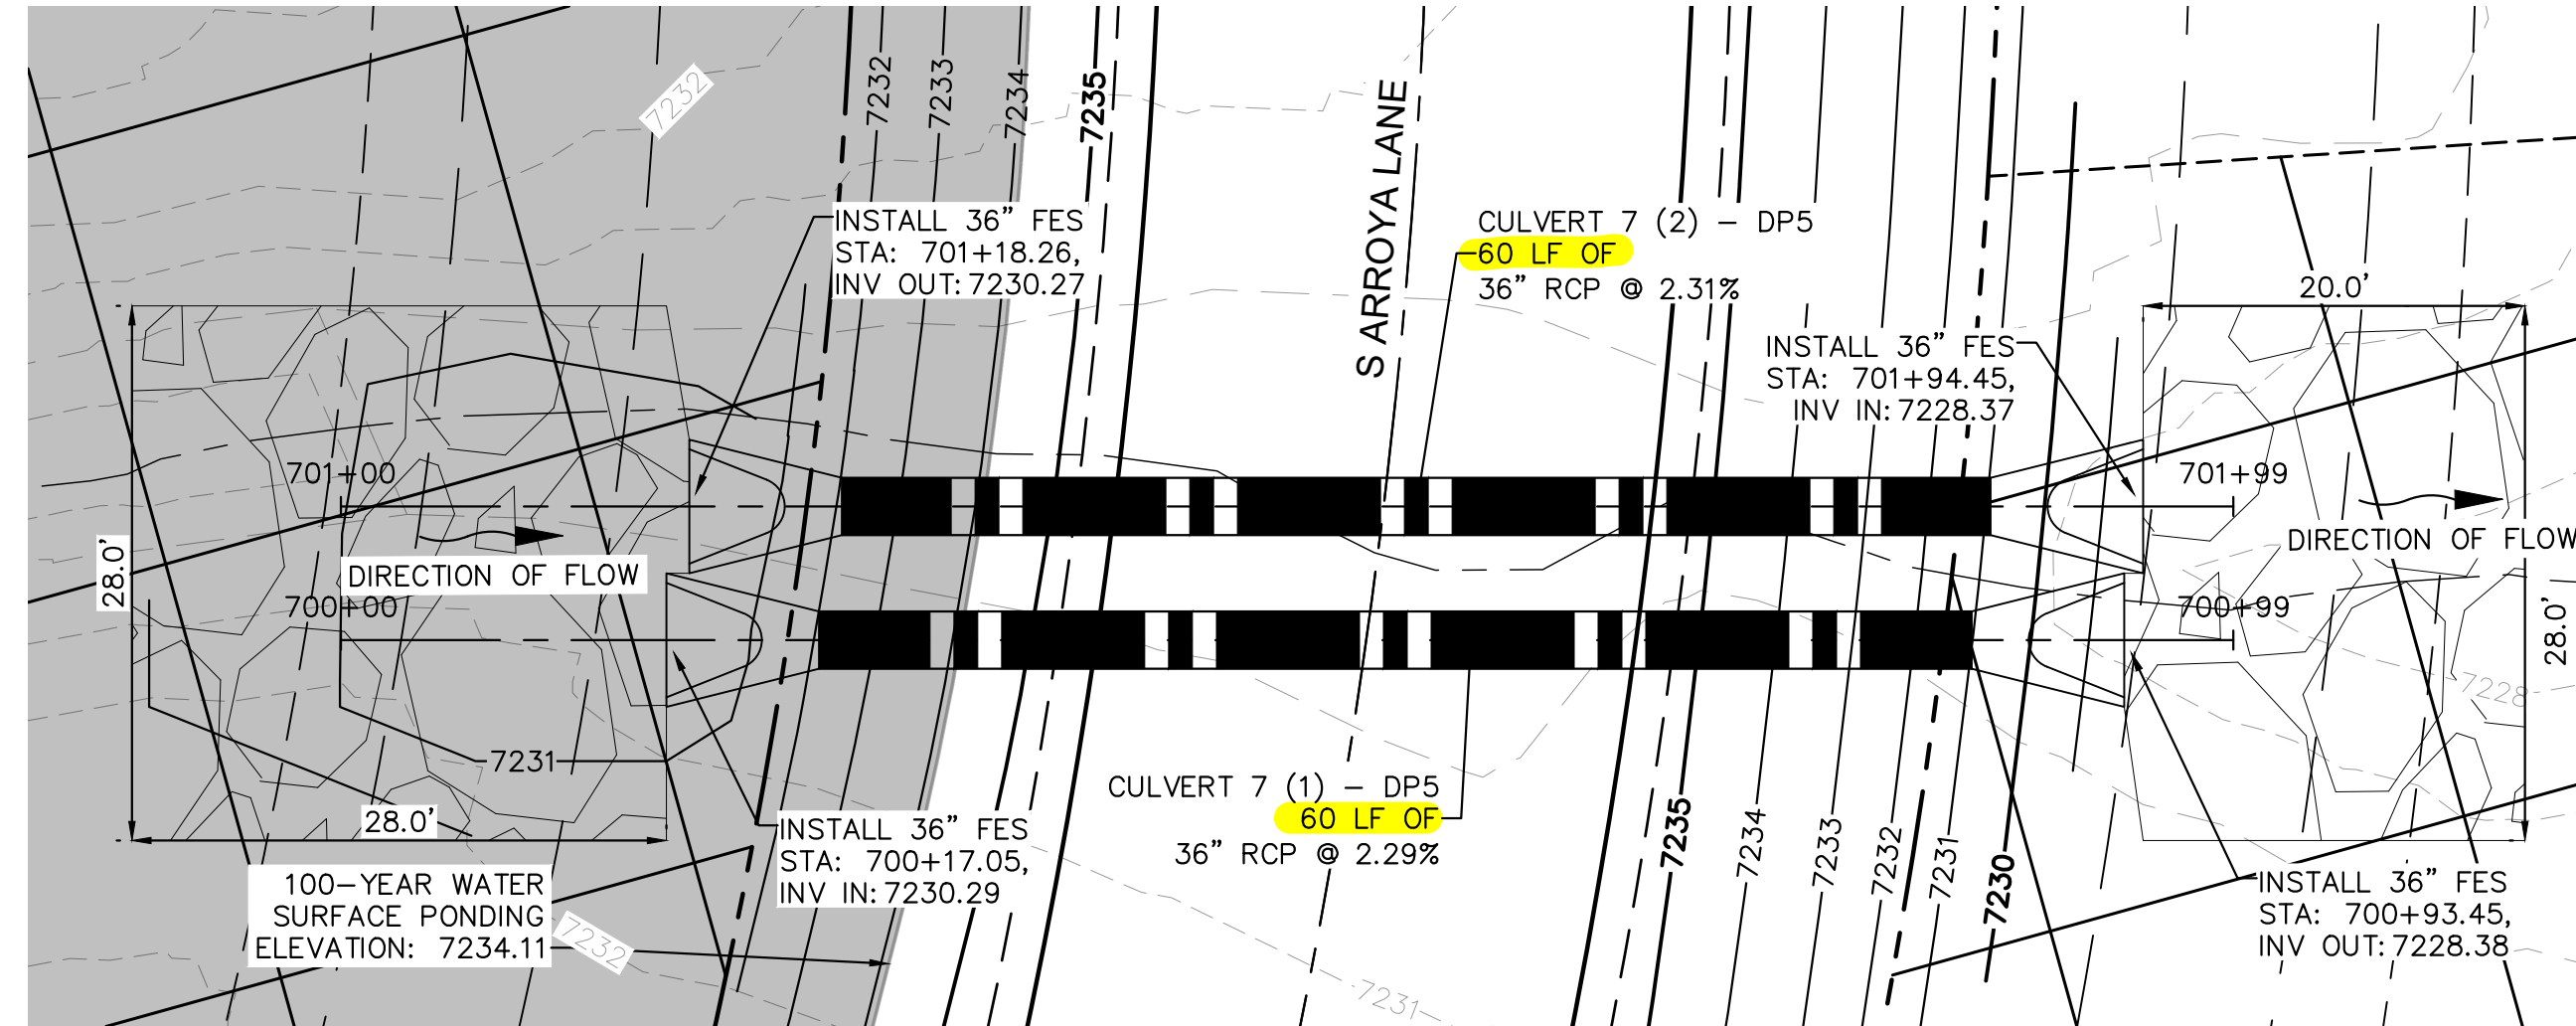 7232
7232
7233
7234
7235
S ARROYA LANE
INSTALL 36” FES
STA: 701+18.26,
INV OUT: 7230.27
CULVERT 7 (2) – DP5
60 LF OF
36” RCP @ 2.31%
20.0'
INSTALL 36” FES
STA: 701+94.45,
INV IN: 7228.37
701+00
701+99
DIRECTION OF FLOW
DIRECTION OF FLOW
28.0'
700+00
700+99
28.0'
7228
7231
CULVERT 7 (1) – DP5
60 LF OF
36” RCP @ 2.29%
28.0'
INSTALL 36” FES
STA: 700+17.05,
INV IN: 7230.29
7235
7234
7233
7232
7231
7230
100–YEAR WATER
SURFACE PONDING
ELEVATION: 7234.11
7232
INSTALL 36” FES
STA: 700+93.45,
INV OUT: 7228.38
7231